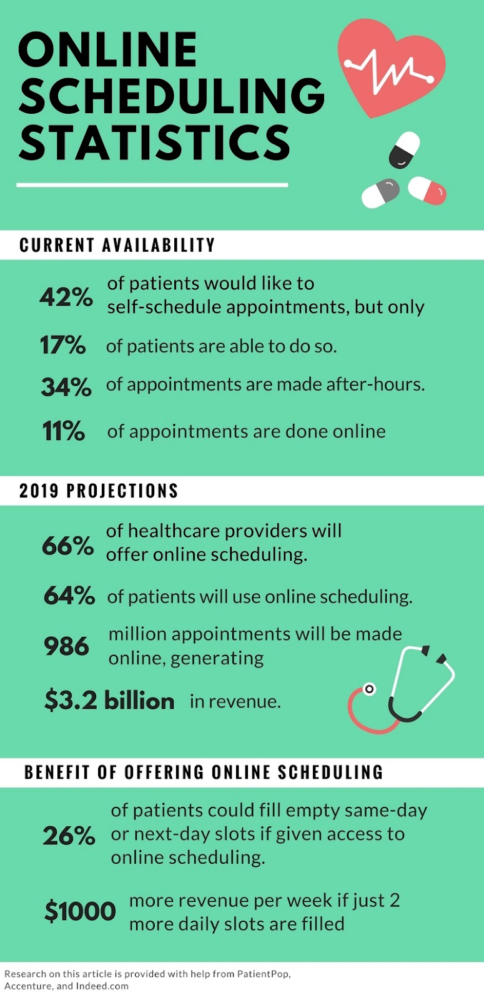 ONLINE
SCHEDULING
STATISTICS
CURRENT AVAILABILITY
42% of patients would like to
self-schedule appointments, but only
17% of patients are able to do so.
34% of appointments are made after-hours.
11% of appointments are done online
2019 PROJECTIONS
66% of healthcare providers will
offer online scheduling.
64% of patients will use online scheduling.
986 million appointments will be made
online, generating
$3.2 billion in revenue.
BENEFIT OF OFFERING ONLINE SCHEDULING
of patients could fill empty same-day
26% or next-day slots if given access to
online scheduling.
$1000 more revenue per week if just 2
more daily slots are filled
Research on this article is provided with help from PatientPop,
Accenture, and Indeed.com